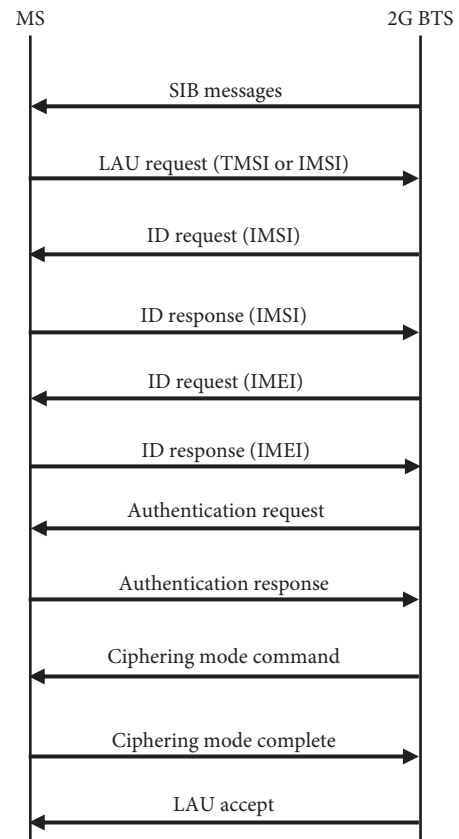 MS
2G BTS
SIB messages
LAU request (TMSI or IMSI)
ID request (IMSI)
ID response (IMSI)
ID request (IMEI)
ID response (IMEI)
Authentication request
Authentication response
Ciphering mode command
Ciphering mode complete
LAU accept